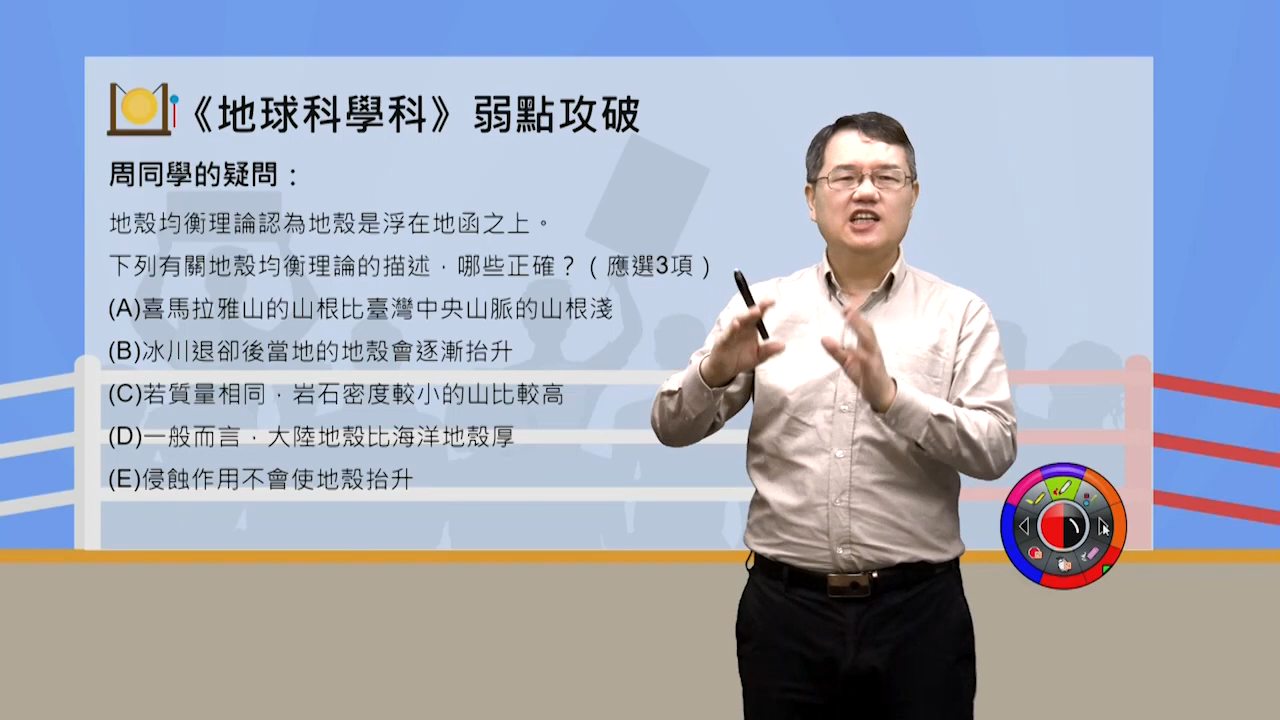 《地球科學科》弱點攻破
周同學的疑問：
地殼均衡理論認為地殼是浮在地函之上。
下列有關地殼均衡理論的描述，哪些正確？（應選3項）
(A)喜馬拉雅山的山根比臺灣中央山脈的山根淺
(B)冰川退卻後當地的地殼會逐漸抬升
(C)若質量相同，岩石密度較小的山比較高
(D)一般而言，大陸地殼比海洋地殼厚
(E)侵蝕作用不會使地殼抬升